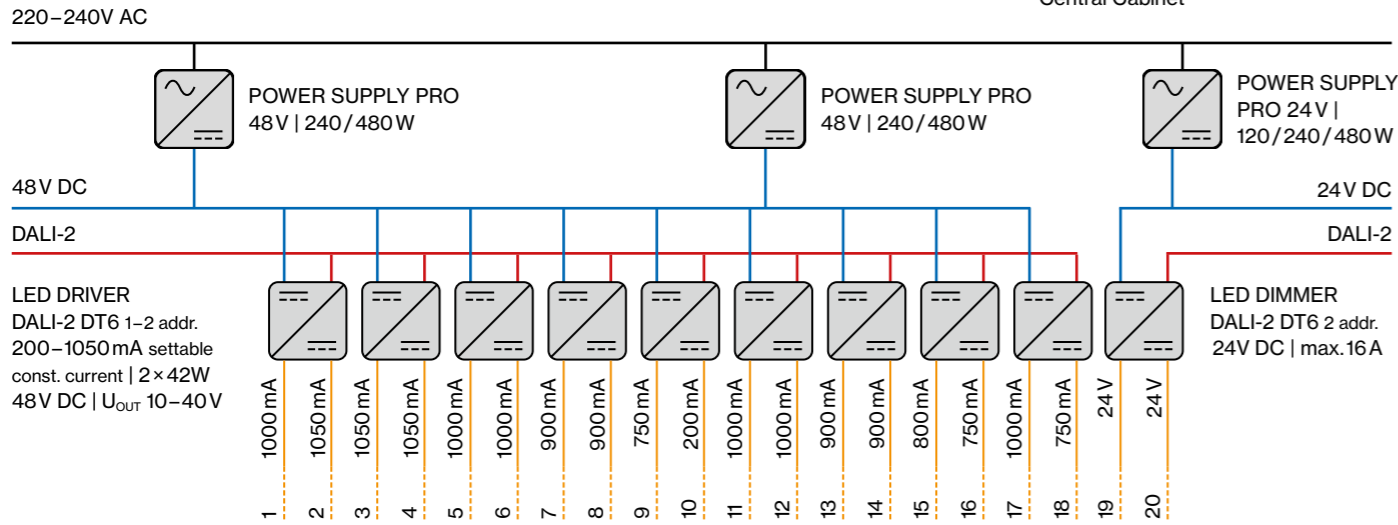 Central Cabinet
220–240V AC
POWER SUPPLY PRO
48V | 240/480W
POWER SUPPLY PRO
48V | 240/480W
POWER SUPPLY
PRO 24V |
120/240/480W
48V DC
24V DC
DALI-2
DALI-2
LED DRIVER
DALI-2 DT6 1–2 addr.
200–1050mA settable
const. current | 2×42W
48V DC | UOUT 10–40V
LED DIMMER
DALI-2 DT6 2 addr.
24V DC | max.16A
1000mA
1050mA
1050mA
1050mA
1000mA
1000mA
900mA
900mA
750mA
200mA
1000mA
1000mA
900mA
900mA
800mA
750mA
1000mA
750mA
24V
24V
1
2
3
4
5
6
7
8
9
10
11
12
13
14
15
16
17
18
19
20